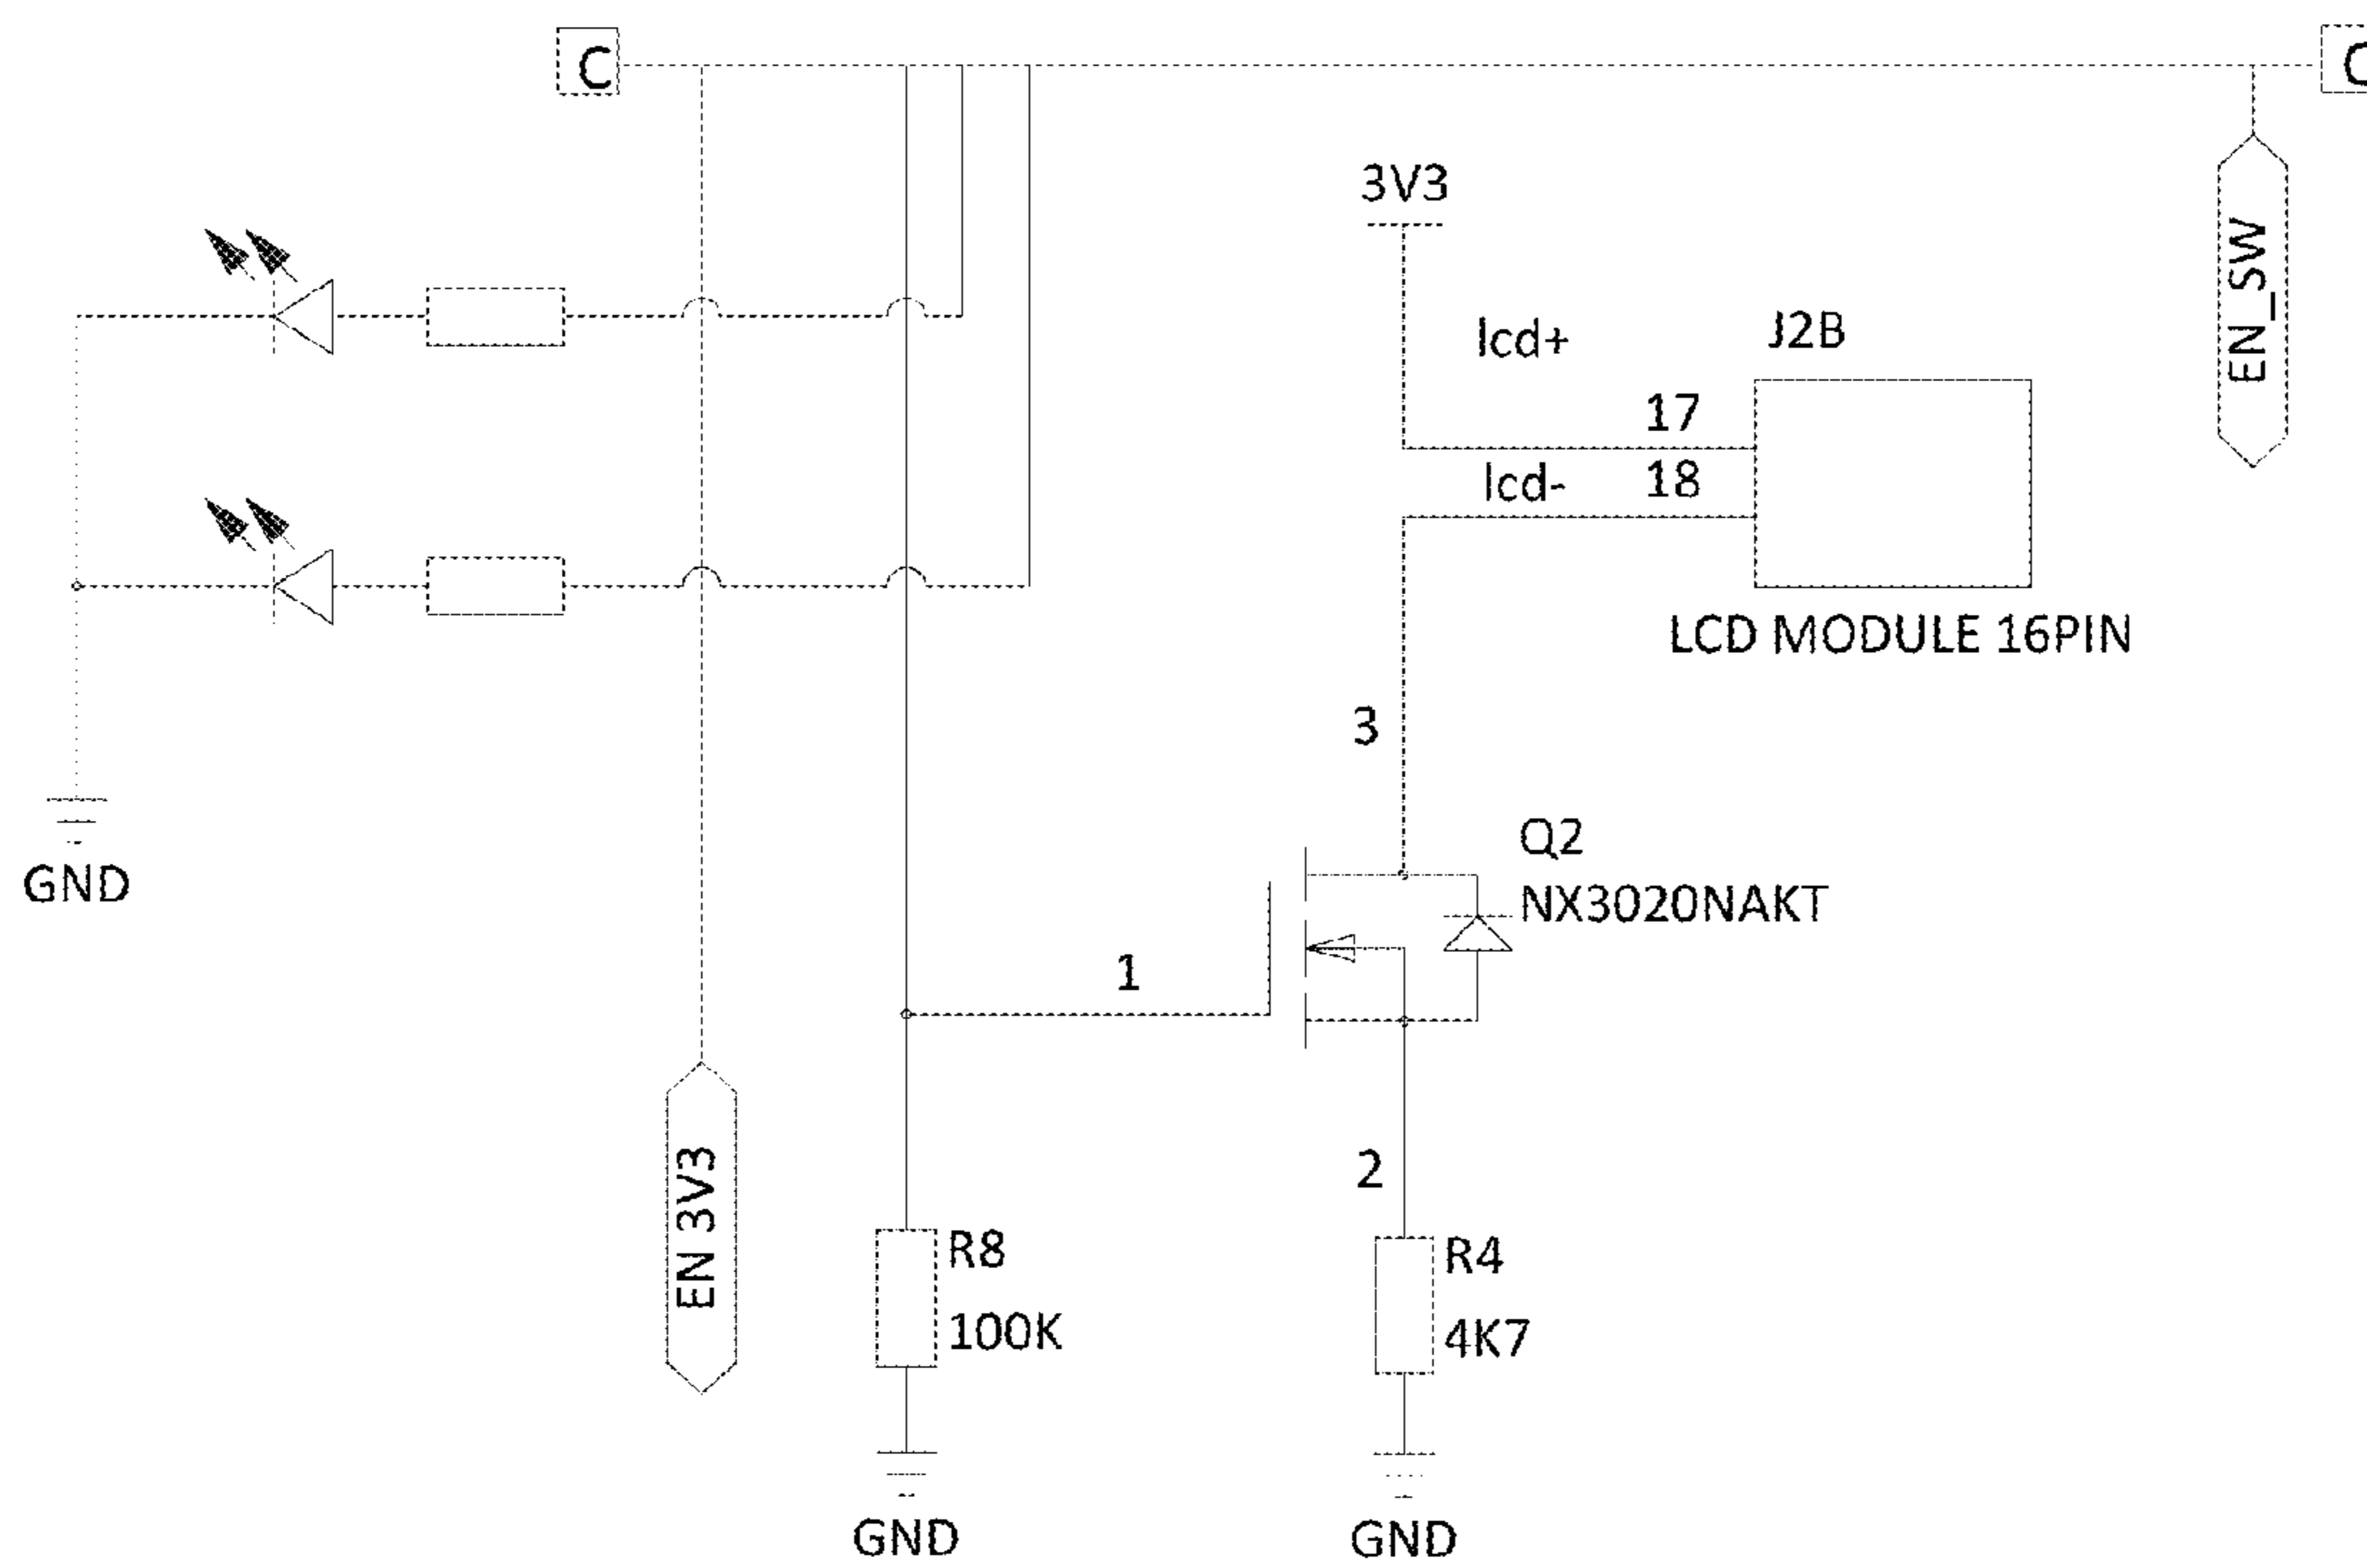 C
C
3V3
EN_SW
lcd+
J2B
17
lcd-
18
LCD MODULE 16PIN
3
Q2
GND
NX3020NAKT
1
2
EN 3V3
R8
R4
100K
4K7
GND
GND